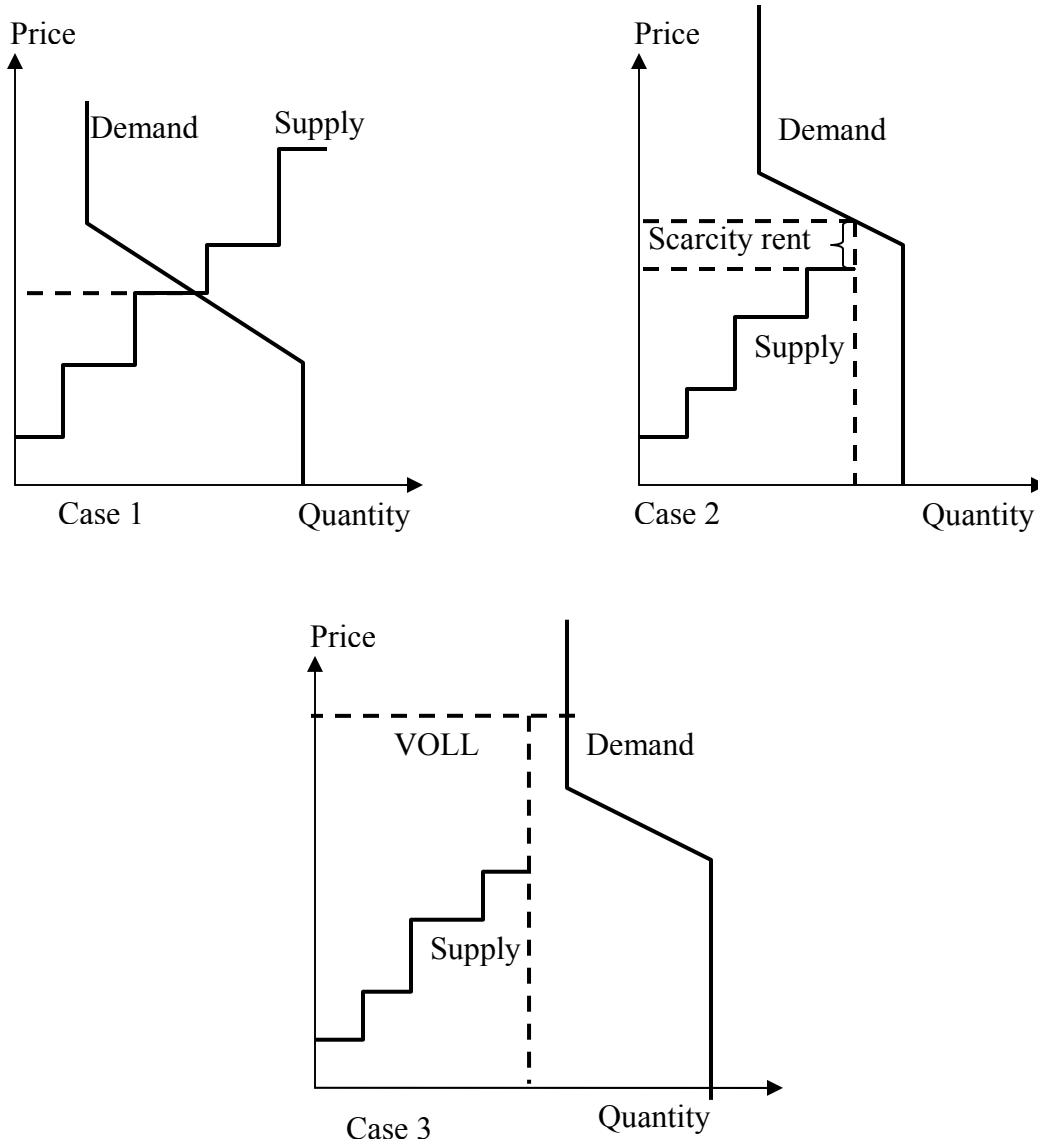 Price
Demand
Supply
Case 1
Quantity
Price
Demand
Scarcity rent
Supply
Case 2
Quantity
Price
VOLL
Demand
Supply
Quantity
Case 3